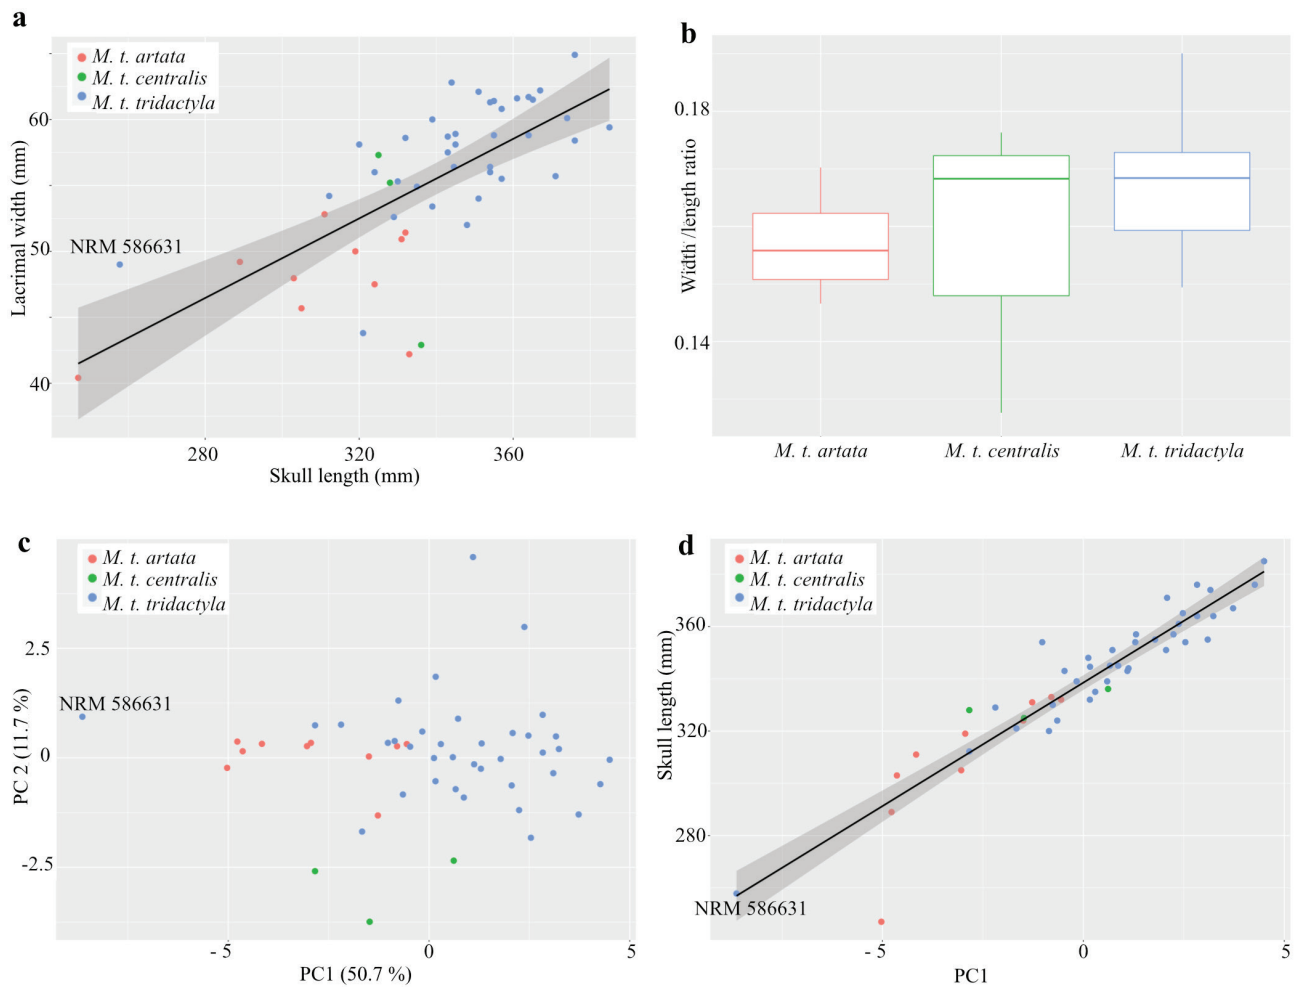 a
M. t. artata
M. t. centralis
M. t. tridactyla
60
50
40
NRM 586631
Lacrimal width (mm)
280
320
360
Skull length (mm)
b
0.18
0.14
Width /length ratio
M. t. artata
M. t. centralis
M. t. tridactyla
c
M. t. artata
M. t. centralis
M. t. tridactyla
2.5
0
-2.5
NRM 586631
PC 2 (11.7 %)
- 5
0
5
PC1 (50.7 %)
d
M. t. artata
M. t. centralis
M. t. tridactyla
360
320
280
Skull length (mm)
NRM 586631
- 5
0
5
PC1